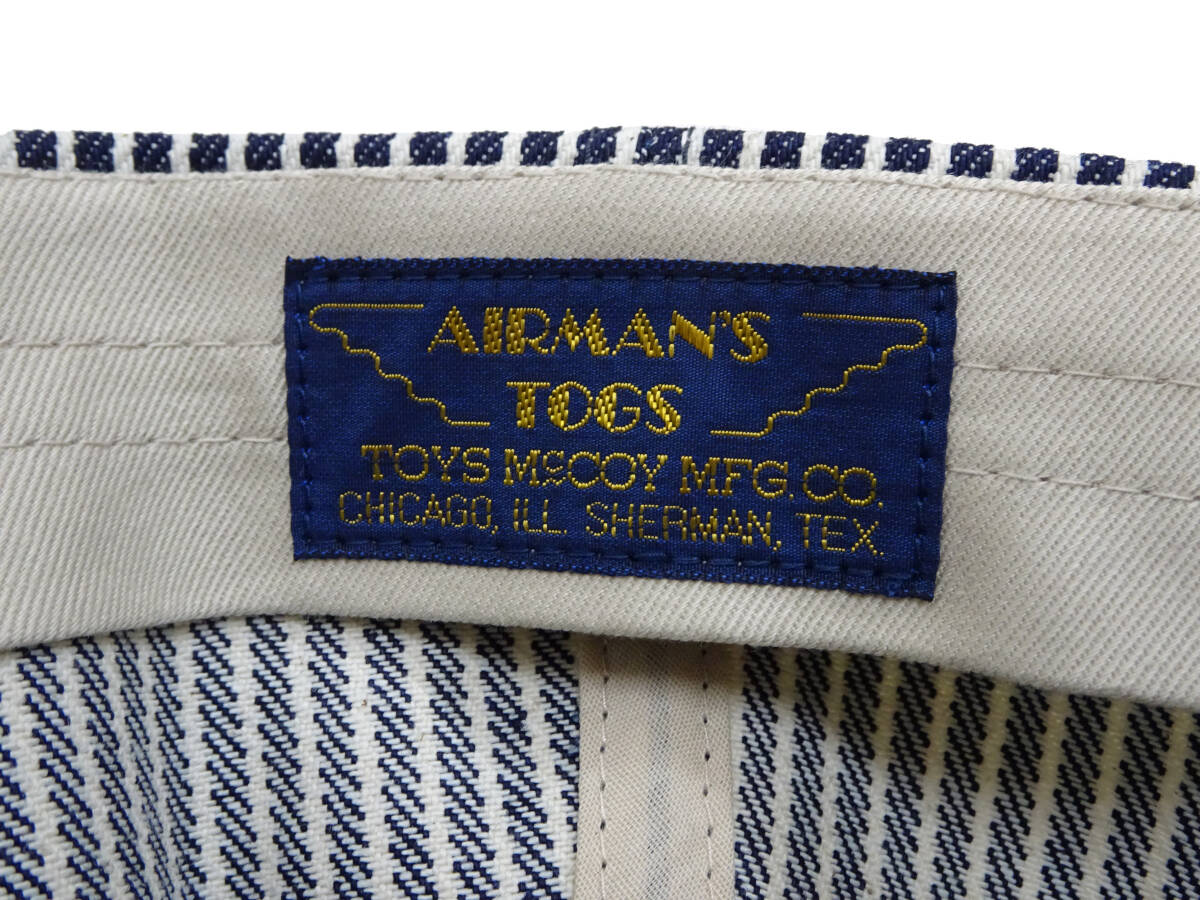 AIRMAN'S
TOGS
TOYS McCOY MFG. CO.
CHICAGO, ILL. SHERMAN, TEX.